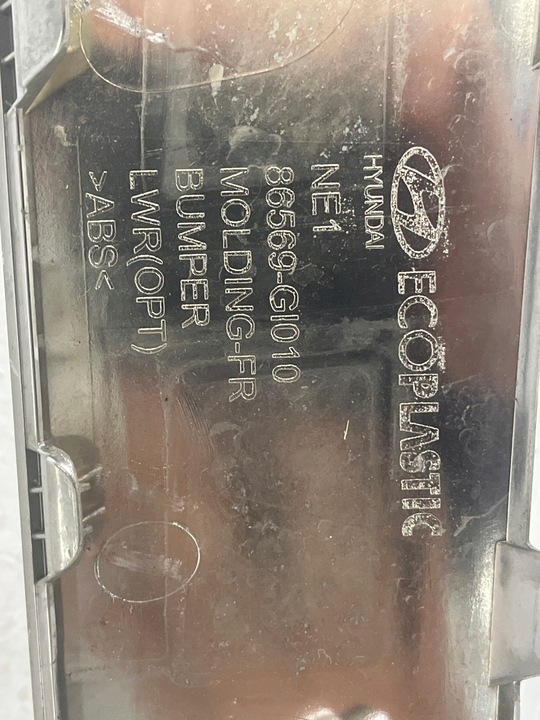 HYUNDAI ECOPLASTIC
NE1
86569-GI010
MOLDING-FR
BUMPER
LWR(OPT)
>ABS<